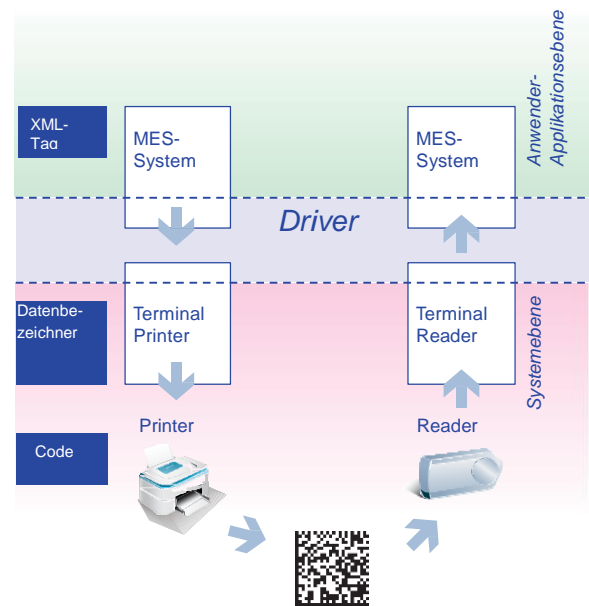 Anwender-
Applikationsebene
XML-
Tag
MES-
System
MES-
System
Driver
Datenbe-
zeichner
Terminal
Printer
Terminal
Reader
Systemebene
Printer
Reader
Code